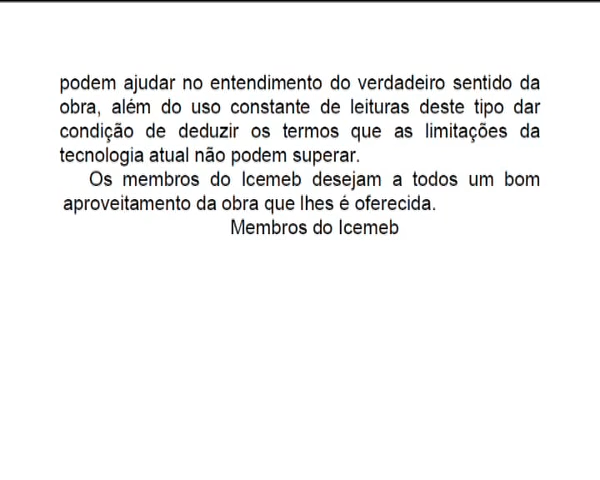 podem ajudar no entendimento do verdadeiro sentido da
obra, além do uso constante de leituras deste tipo dar
condição de deduzir os termos que as limitações da
tecnologia atual não podem superar.
Os membros do Icemeb desejam a todos um bom
aproveitamento da obra que lhes é oferecida.
Membros do Icemeb